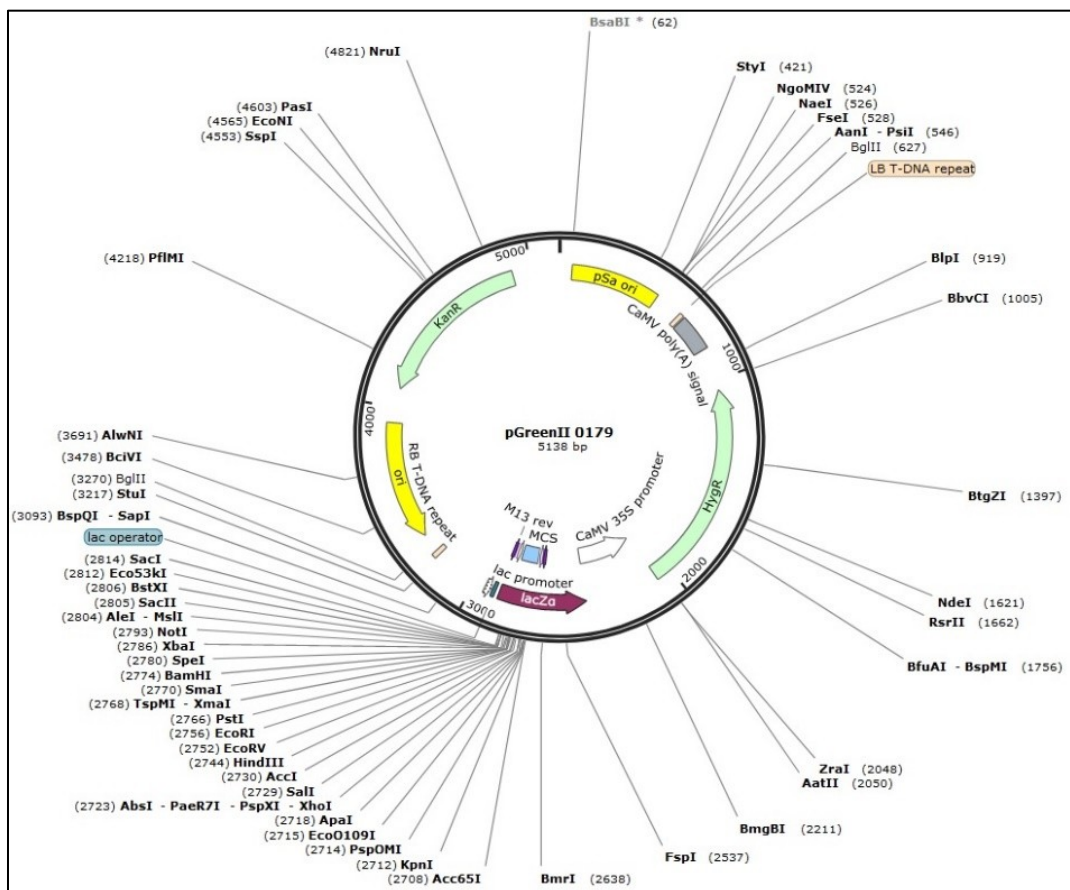 BsaBI * (62)
(4821) NruI
StyI (421)
NgoMIV (524)
NaeI (526)
FseI (528)
AanI - PsiI (546)
BglII (627)
LB T-DNA repeat
(4603) PasI
(4565) EcoNI
(4553) SspI
(4218) PflMI
BlpI (919)
BbvCI (1005)
5000
pSa ori
KanR
CaMV poly(A) signal
1000
4000
pGreenII 0179
5138 bp
(3691) AlwNI
(3478) BciVI
(3270) BglII
(3217) StuI
(3093) BspQI - SapI
lac operator
(2814) SacI
(2812) Eco53kI
(2806) BstXI
(2805) SacII
(2804) AleI - MslI
(2793) NotI
(2786) XbaI
(2780) SpeI
(2774) BamHI
(2770) SmaI
(2768) TspMI - XmaI
(2766) PstI
(2756) EcoRI
(2752) EcoRV
(2744) HindIII
(2730) AccI
(2729) SalI
(2723) AbsI - PaeR7I - PspXI - XhoI
(2718) ApaI
(2715) EcoO109I
(2714) PspOMI
(2712) KpnI
(2708) Acc65I
ori
RB T-DNA repeat
HygR
CaMV 35S promoter
M13 rev
MCS
lac promoter
lacZα
2000
3000
BtgZI (1397)
NdeI (1621)
RsrII (1662)
BfuAI - BspMI (1756)
ZraI (2048)
AatII (2050)
BmgBI (2211)
FspI (2537)
BmrI (2638)